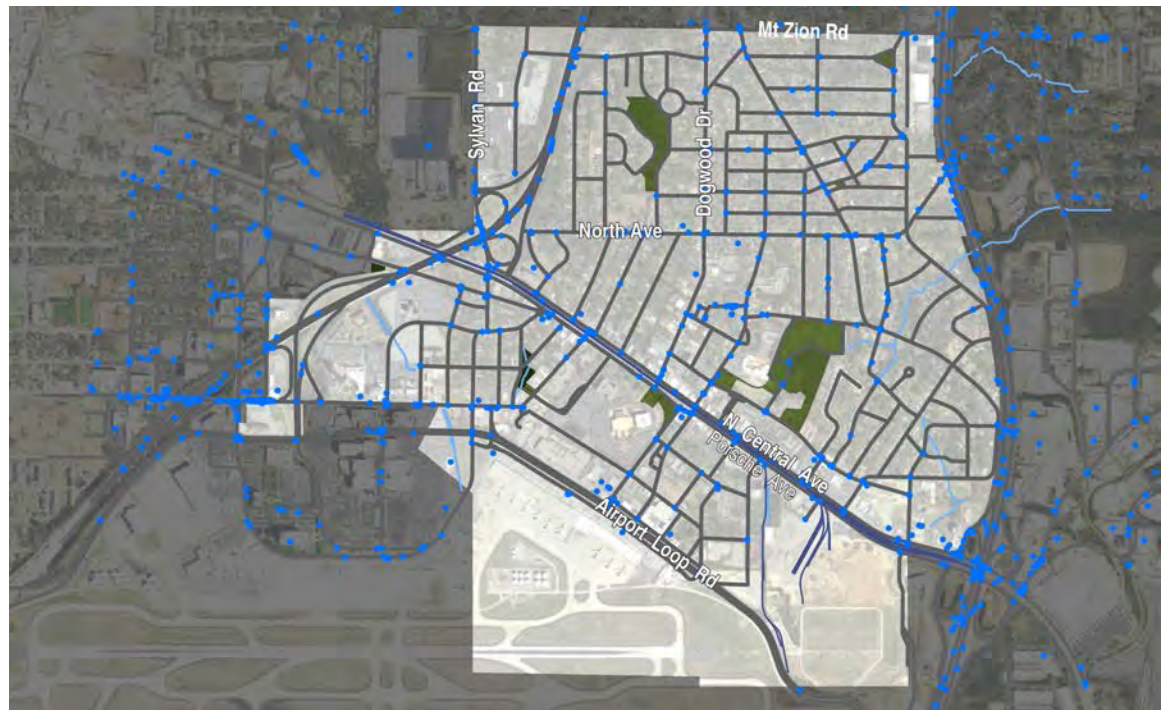 Mt Zion Rd
Sylvan Rd
Dogwood Dr
North Ave
N Central Ave
Porsche Ave
Airport Loop Rd